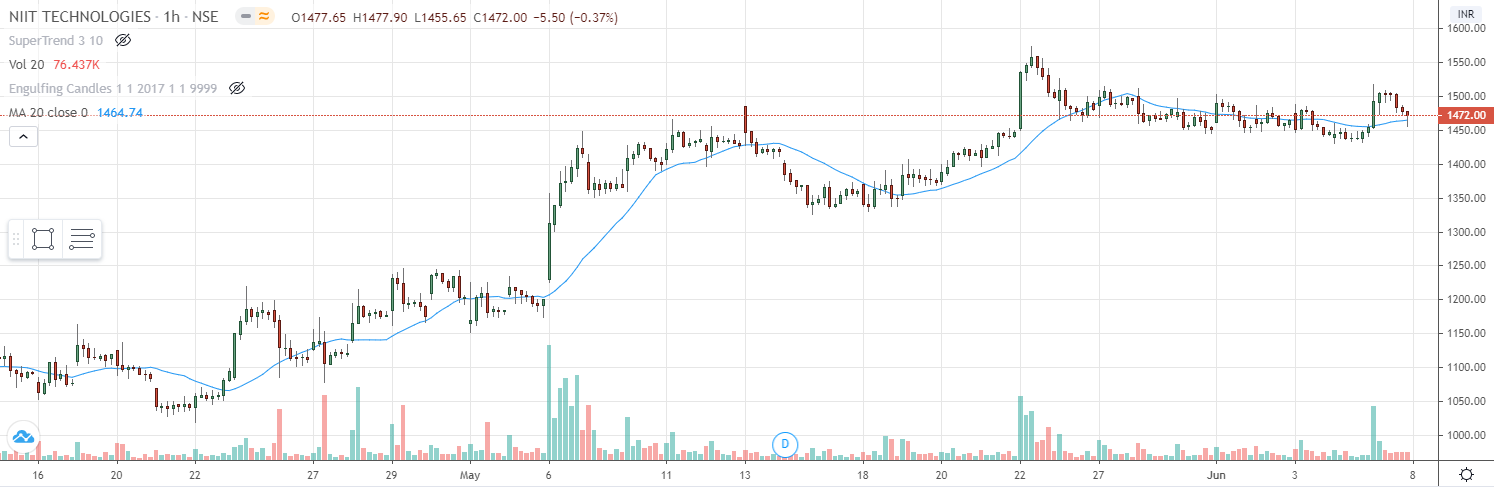 NIIT TECHNOLOGIES · 1h · NSE O1477.65 H1477.90 L1455.65 C1472.00 −5.50 (−0.37%)
INR
SuperTrend 3 10
Vol 20 76.437K
Engulfing Candles 1 1 2017 1 1 9999
MA 20 close 0 1464.74
1600.00
1550.00
1500.00
1472.00
1450.00
1400.00
1350.00
1300.00
1250.00
1200.00
1150.00
1100.00
1050.00
1000.00
D
16 20 22 27 29 May 6 11 14 18 20 22 27 Jun 3 8